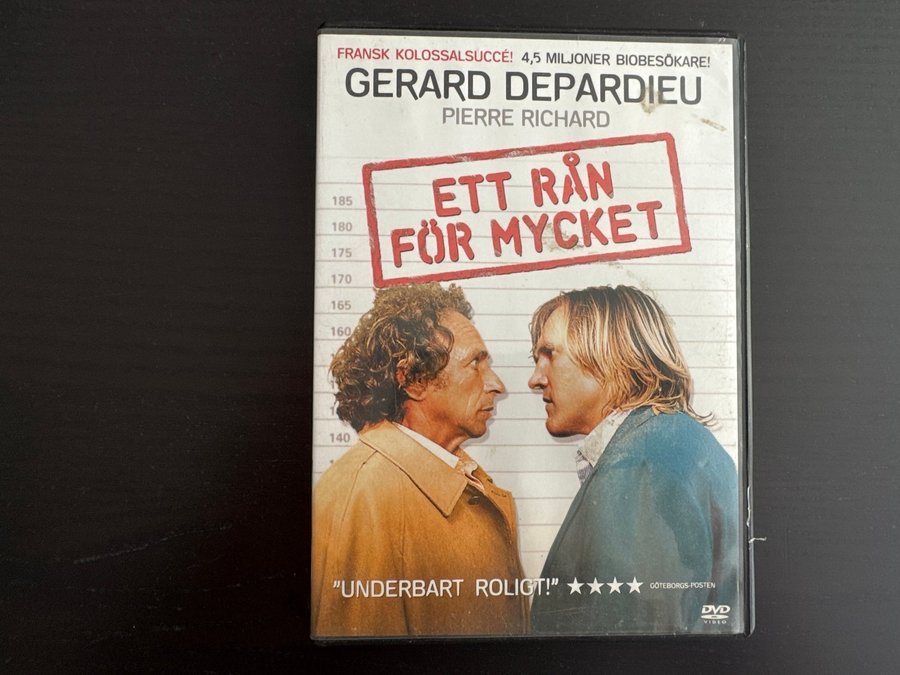 FRANSK KOLOSSALSUCCÉ! 4,5 MILJONER BIOBESÖKARE!
GERARD DEPARDIEU
PIERRE RICHARD
ETT RÅN
FÖR MYCKET
185
180
175
170
165
160
140
"UNDERBART ROLIGT!" ★★★★ GÖTEBORGS-POSTEN
DVD
VIDEO